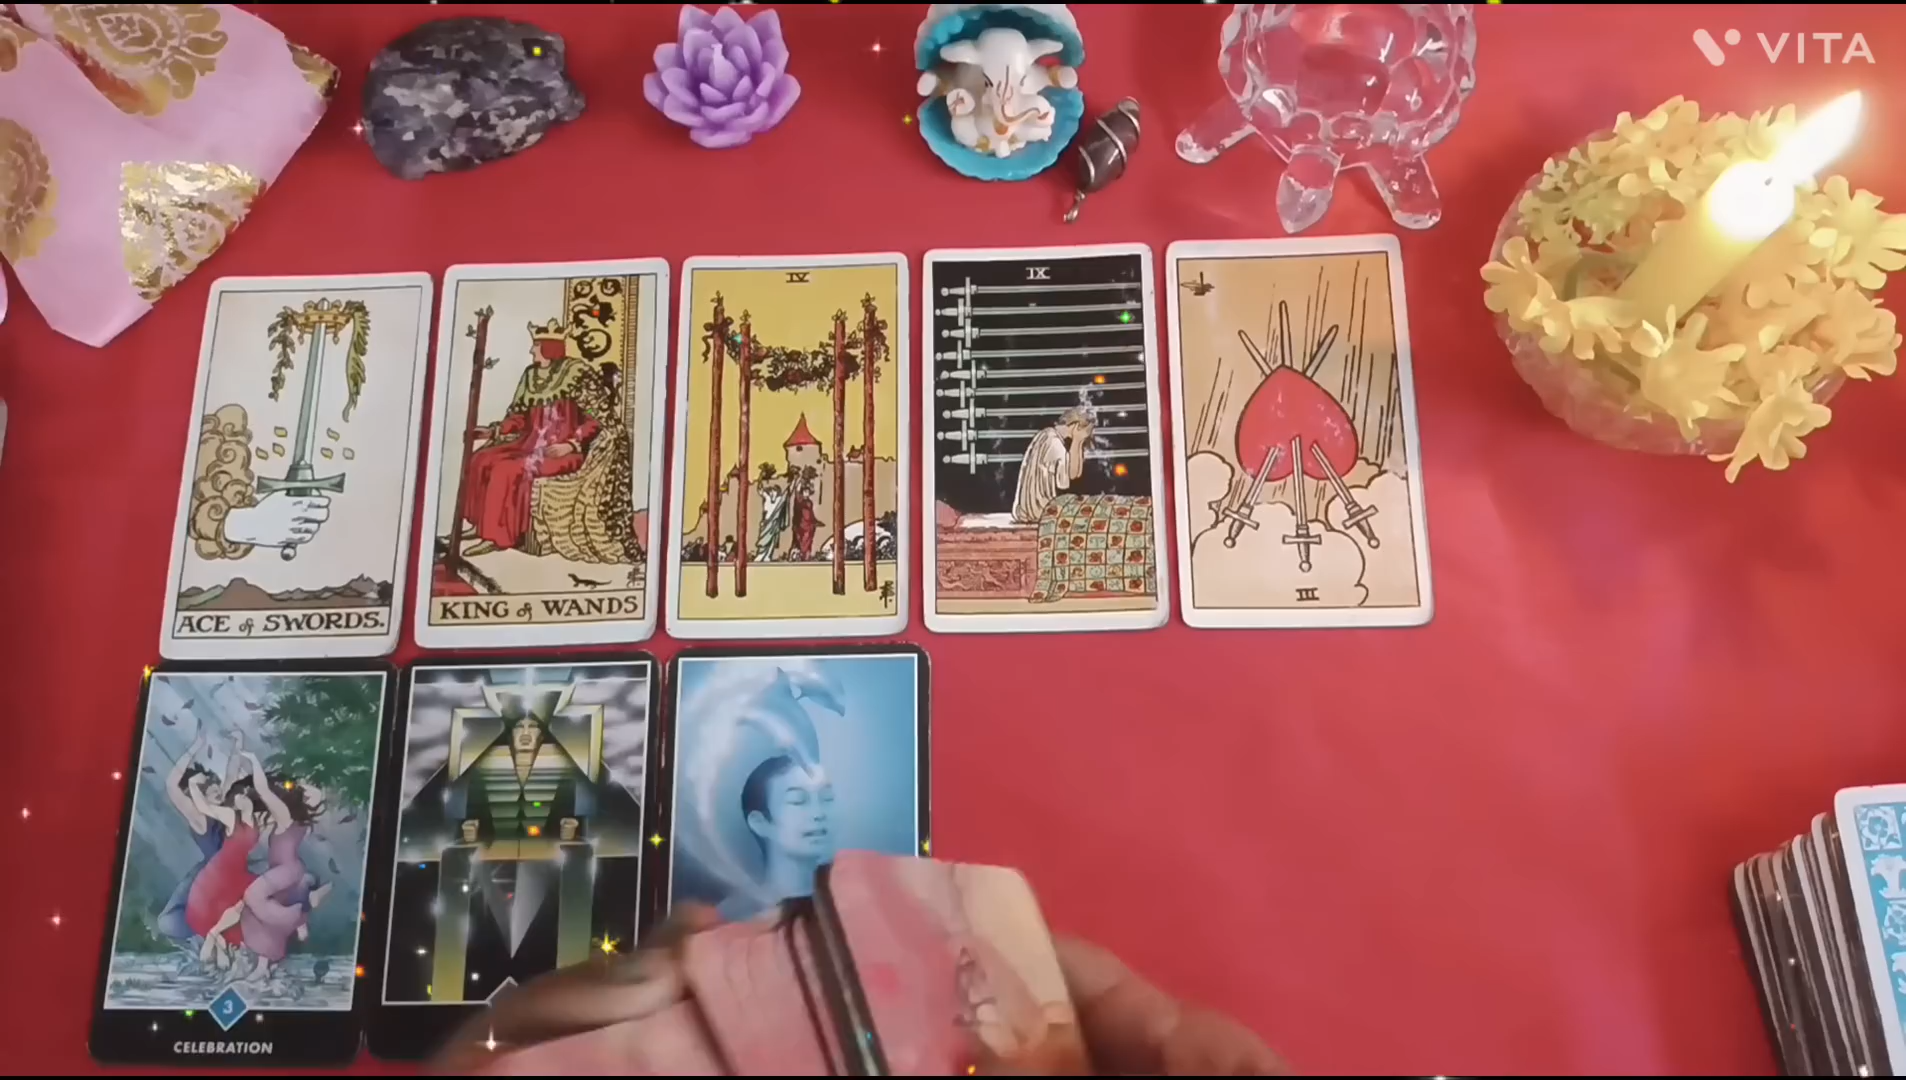 VITA
IV
IX
III
ACE of SWORDS.
KING of WANDS
3
CELEBRATION